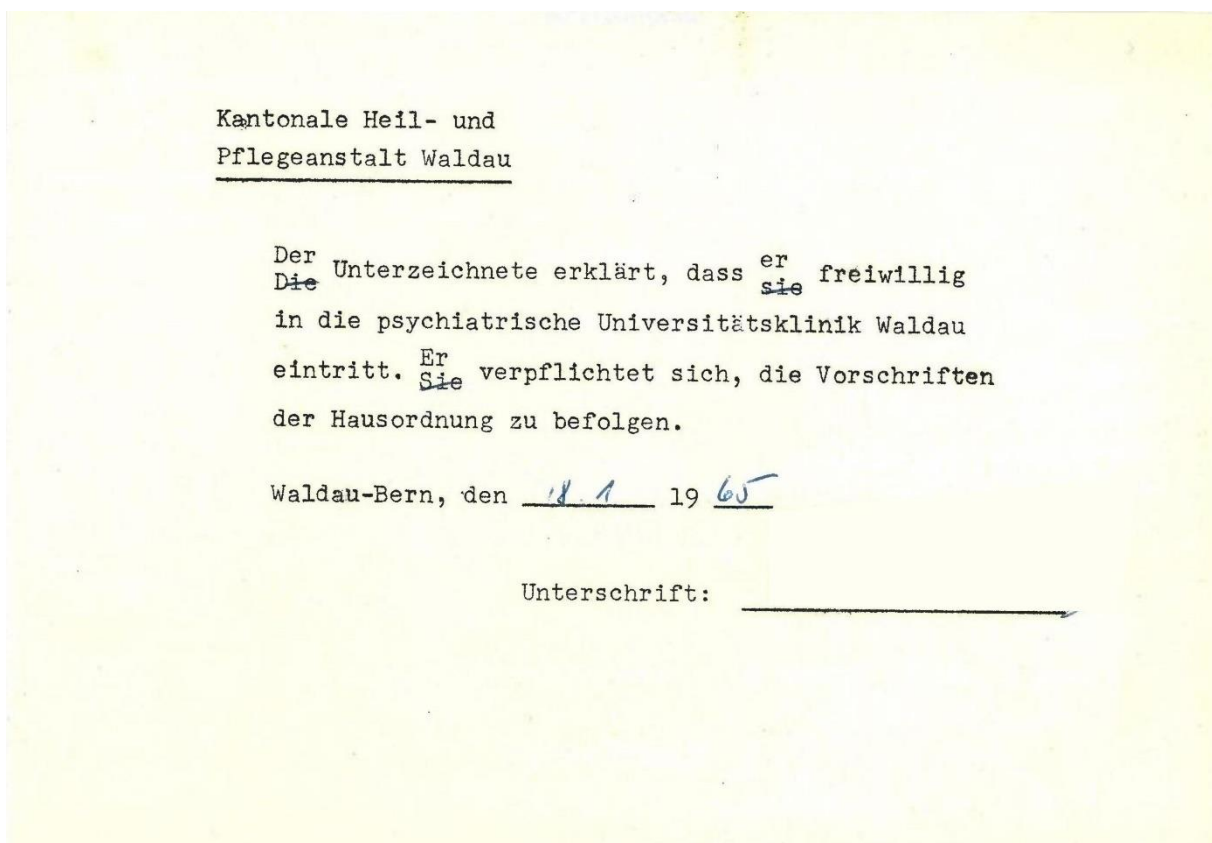 Kantonale Heil- und
Pflegeanstalt Waldau
Der
Die Unterzeichnete erklärt, dass er
sie freiwillig
in die psychiatrische Universitätsklinik Waldau
eintritt. Er
Sie verpflichtet sich, die Vorschriften
der Hausordnung zu befolgen.
Waldau-Bern, den 18.1 1965
Unterschrift: